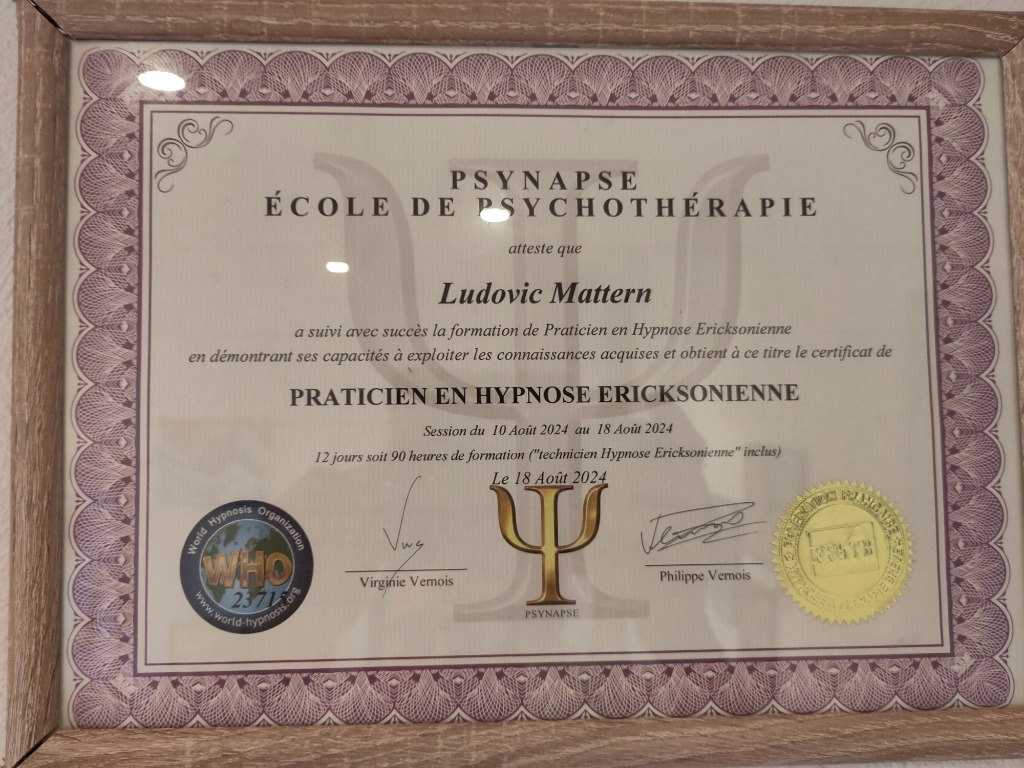 PSYNAPSE
ÉCOLE DE PSYCHOTHÉRAPIE
atteste que
Ludovic Mattern
a suivi avec succès la formation de Praticien en Hypnose Ericksonienne
en démontrant ses capacités à exploiter les connaissances acquises et obtient à ce titre le certificat de
PRATICIEN EN HYPNOSE ERICKSONIENNE
Session du 10 Août 2024 au 18 Août 2024
12 jours soit 90 heures de formation ("technicien Hypnose Ericksonienne" inclus)
Le 18 Août 2024
World Hypnosis Organization
WHO
www.world-hypnosis.org
Virginie Vernois
PSYNAPSE
Philippe Vernois